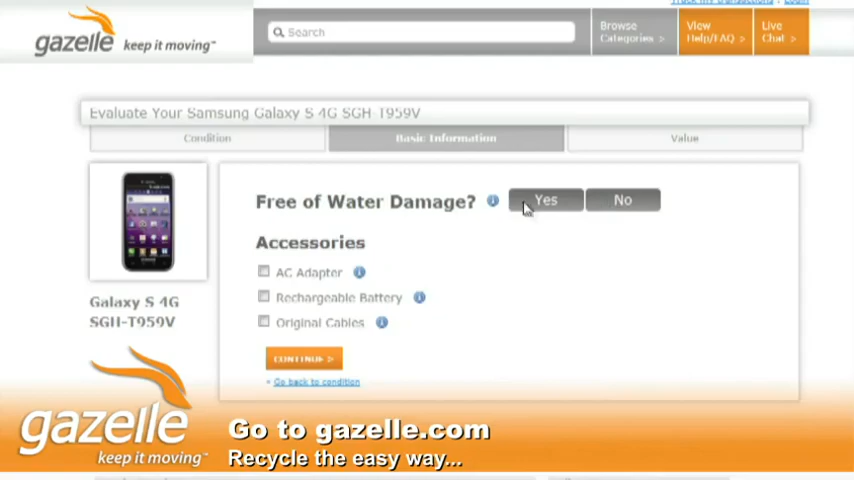 gazelle keep it moving™
Search
Browse
Categories >
View
Help/FAQ >
Live
Chat >
Evaluate Your Samsung Galaxy S 4G SGH-T959V
Condition
Basic Information
Value
Free of Water Damage?
Yes
No
Accessories
AC Adapter
Rechargeable Battery
Original Cables
Galaxy S 4G
SGH-T959V
CONTINUE >
« Go back to condition
gazelle
keep it moving™
Go to gazelle.com
Recycle the easy way...